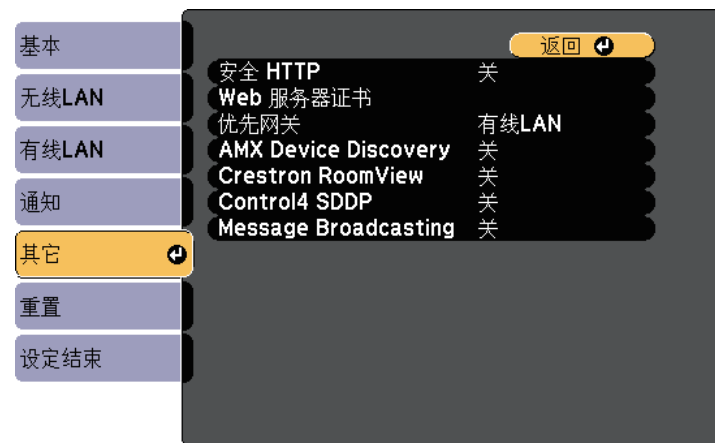 基本
无线LAN
有线LAN
通知
其它
重置
设定结束
返回
安全 HTTP 关
Web 服务器证书
优先网关 有线LAN
AMX Device Discovery 关
Crestron RoomView 关
Control4 SDDP 关
Message Broadcasting 关